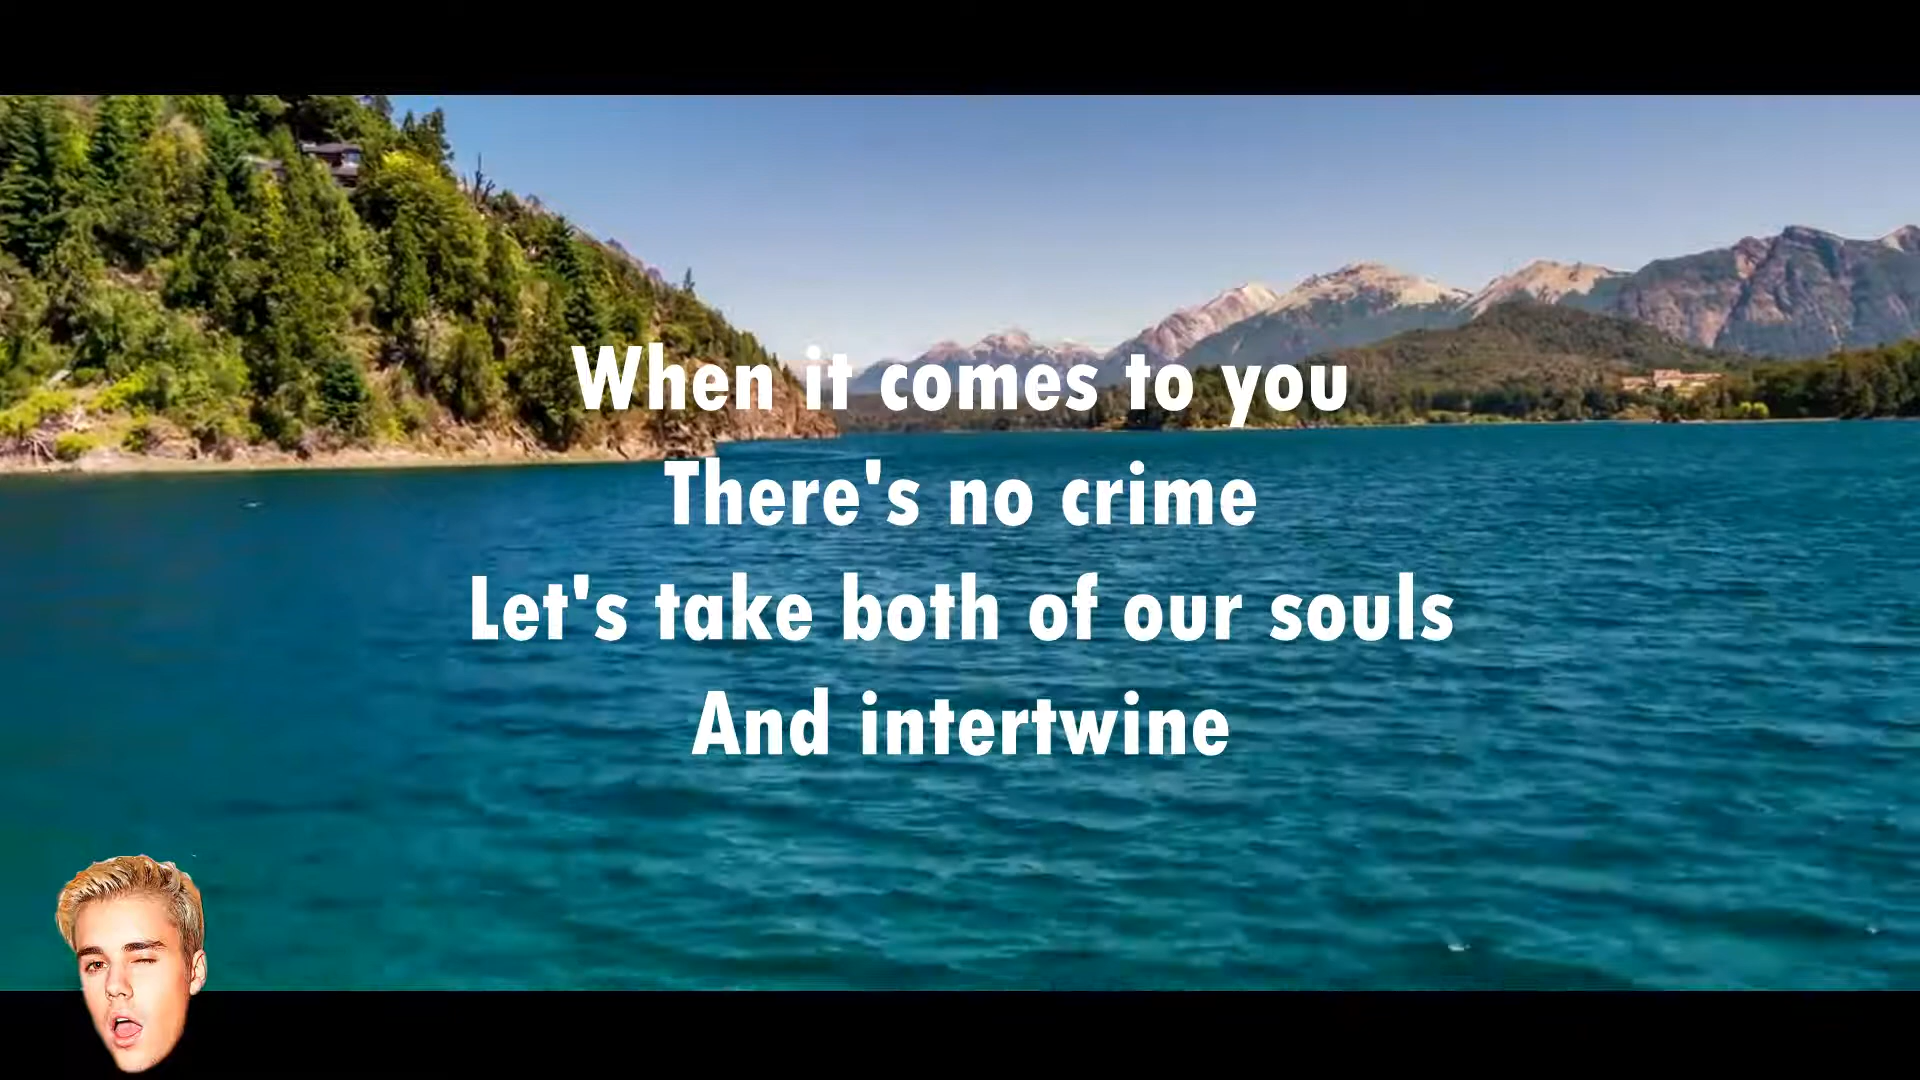 When it comes to you
There's no crime
Let's take both of our souls
And intertwine